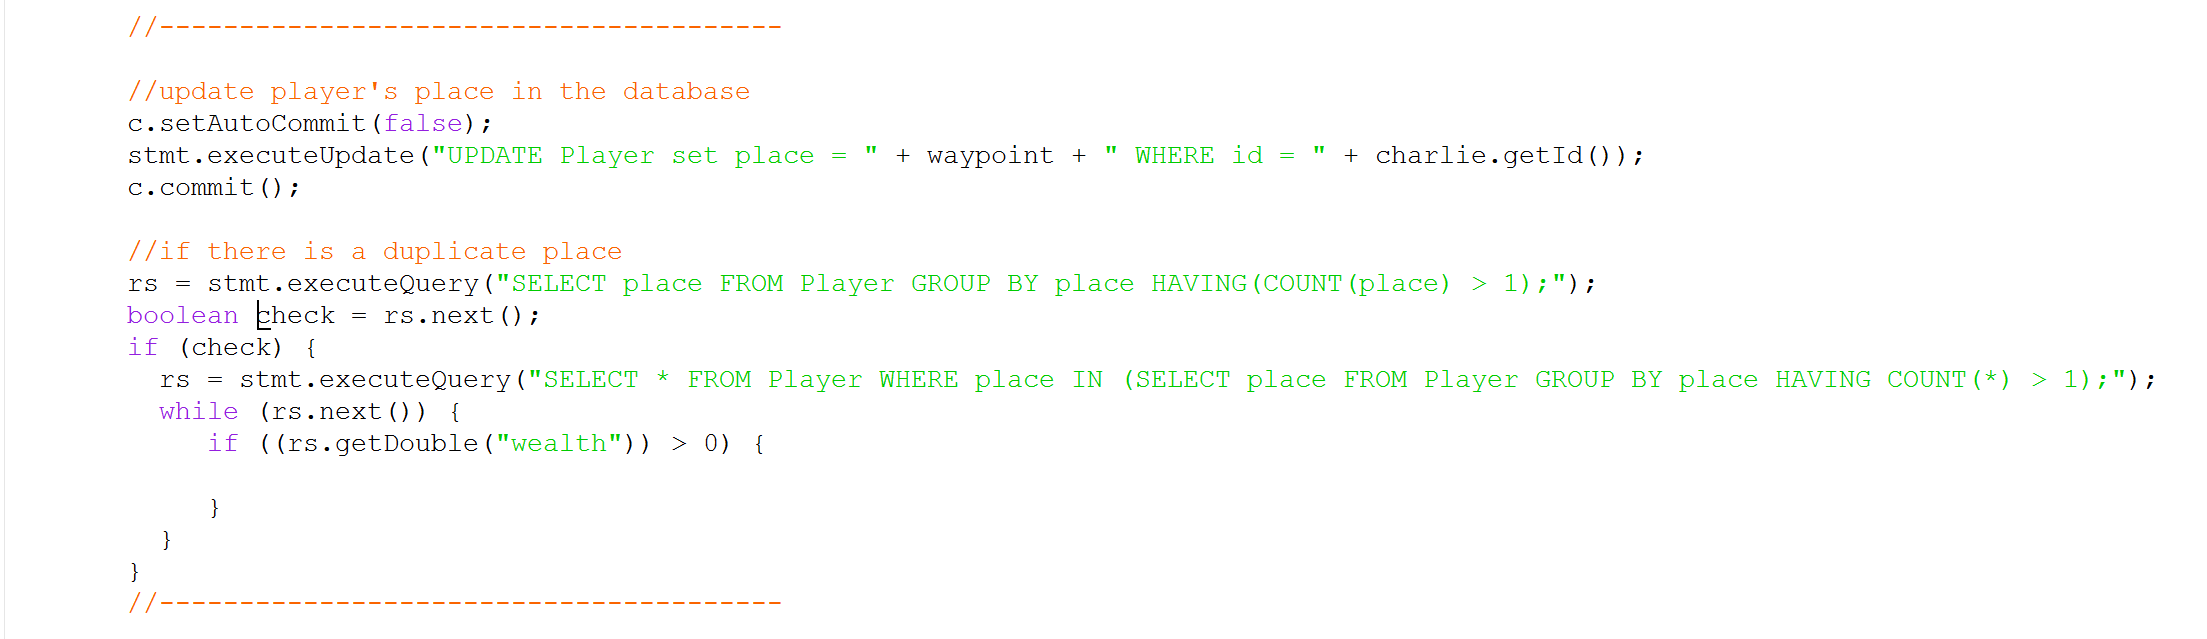 //---------------------------------------
//update player's place in the database
c.setAutoCommit(false);
stmt.executeUpdate("UPDATE Player set place = " + waypoint + " WHERE id = " + charlie.getId());
c.commit();
//if there is a duplicate place
rs = stmt.executeQuery("SELECT place FROM Player GROUP BY place HAVING(COUNT(place) > 1);");
boolean check = rs.next();
if (check) {
rs = stmt.executeQuery("SELECT * FROM Player WHERE place IN (SELECT place FROM Player GROUP BY place HAVING COUNT(*) > 1);");
while (rs.next()) {
if ((rs.getDouble("wealth")) > 0) {
}
}
}
//---------------------------------------